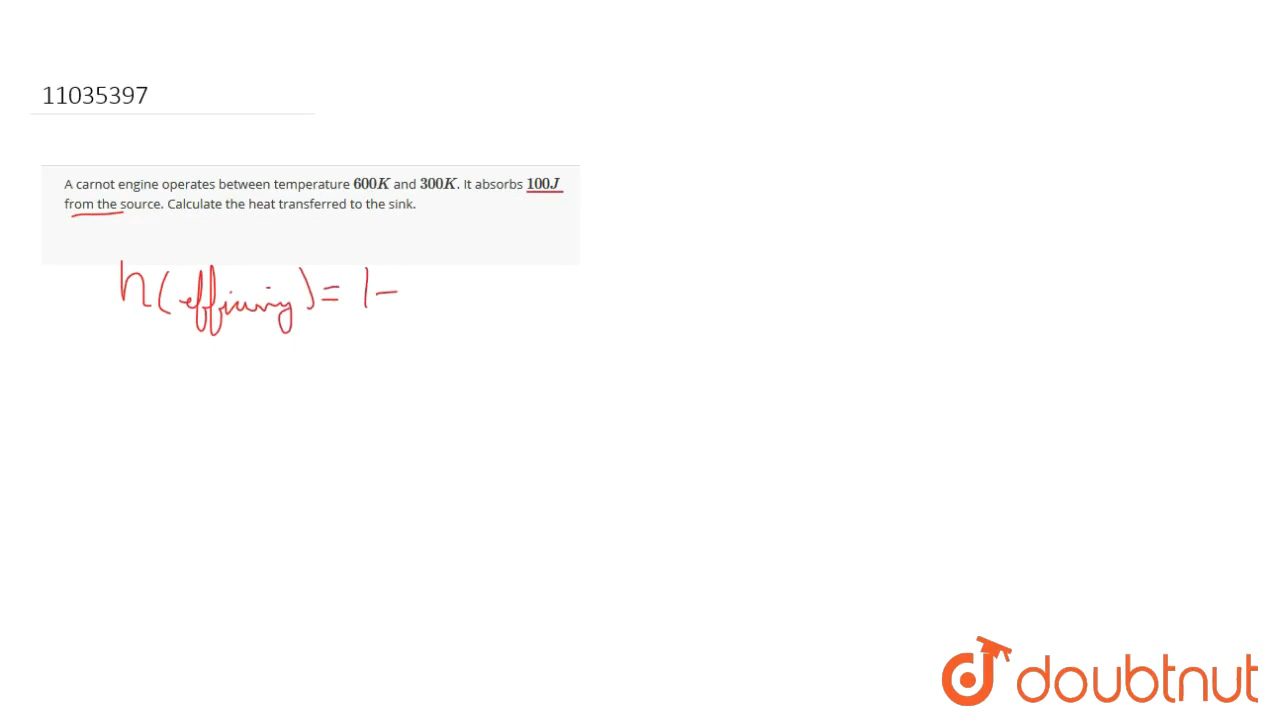 11035397
A carnot engine operates between temperature 600K and 300K. It absorbs 100J
from the source. Calculate the heat transferred to the sink.
η( ) = 1-
doubtnut